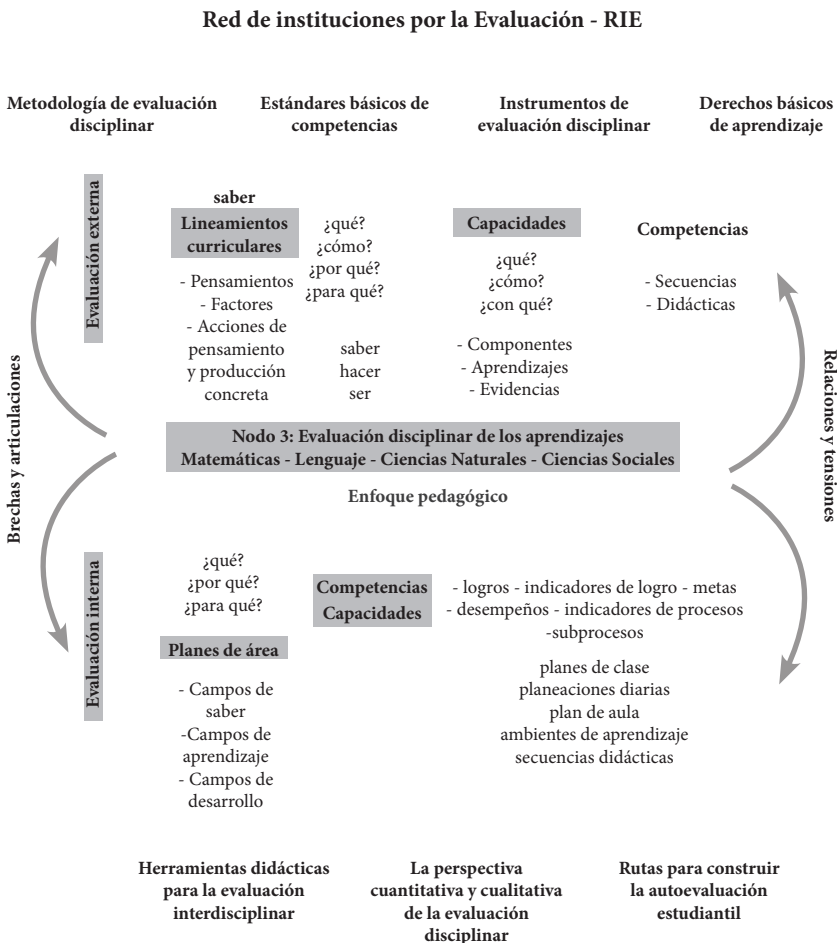 Red de instituciones por la Evaluación - RIE
Metodología de evaluación
disciplinar
Estándares básicos de
competencias
Instrumentos de
evaluación disciplinar
Derechos básicos
de aprendizaje
Evaluación externa
saber
Lineamientos
curriculares
- Pensamientos
- Factores
- Acciones de
pensamiento
y producción
concreta
¿qué?
¿cómo?
¿por qué?
¿para qué?
saber
hacer
ser
Capacidades
¿qué?
¿cómo?
¿con qué?
- Componentes
- Aprendizajes
- Evidencias
Competencias
- Secuencias
- Didácticas
Brechas y articulaciones
Relaciones y tensiones
Nodo 3: Evaluación disciplinar de los aprendizajes
Matemáticas - Lenguaje - Ciencias Naturales - Ciencias Sociales
Enfoque pedagógico
Evaluación interna
¿qué?
¿por qué?
¿para qué?
Planes de área
- Campos de
saber
-Campos de
aprendizaje
- Campos de
desarrollo
Competencias
Capacidades
- logros - indicadores de logro - metas
- desempeños - indicadores de procesos
-subprocesos
planes de clase
planeaciones diarias
plan de aula
ambientes de aprendizaje
secuencias didácticas
Herramientas didácticas
para la evaluación
interdisciplinar
La perspectiva
cuantitativa y cualitativa
de la evaluación
disciplinar
Rutas para construir
la autoevaluación
estudiantil